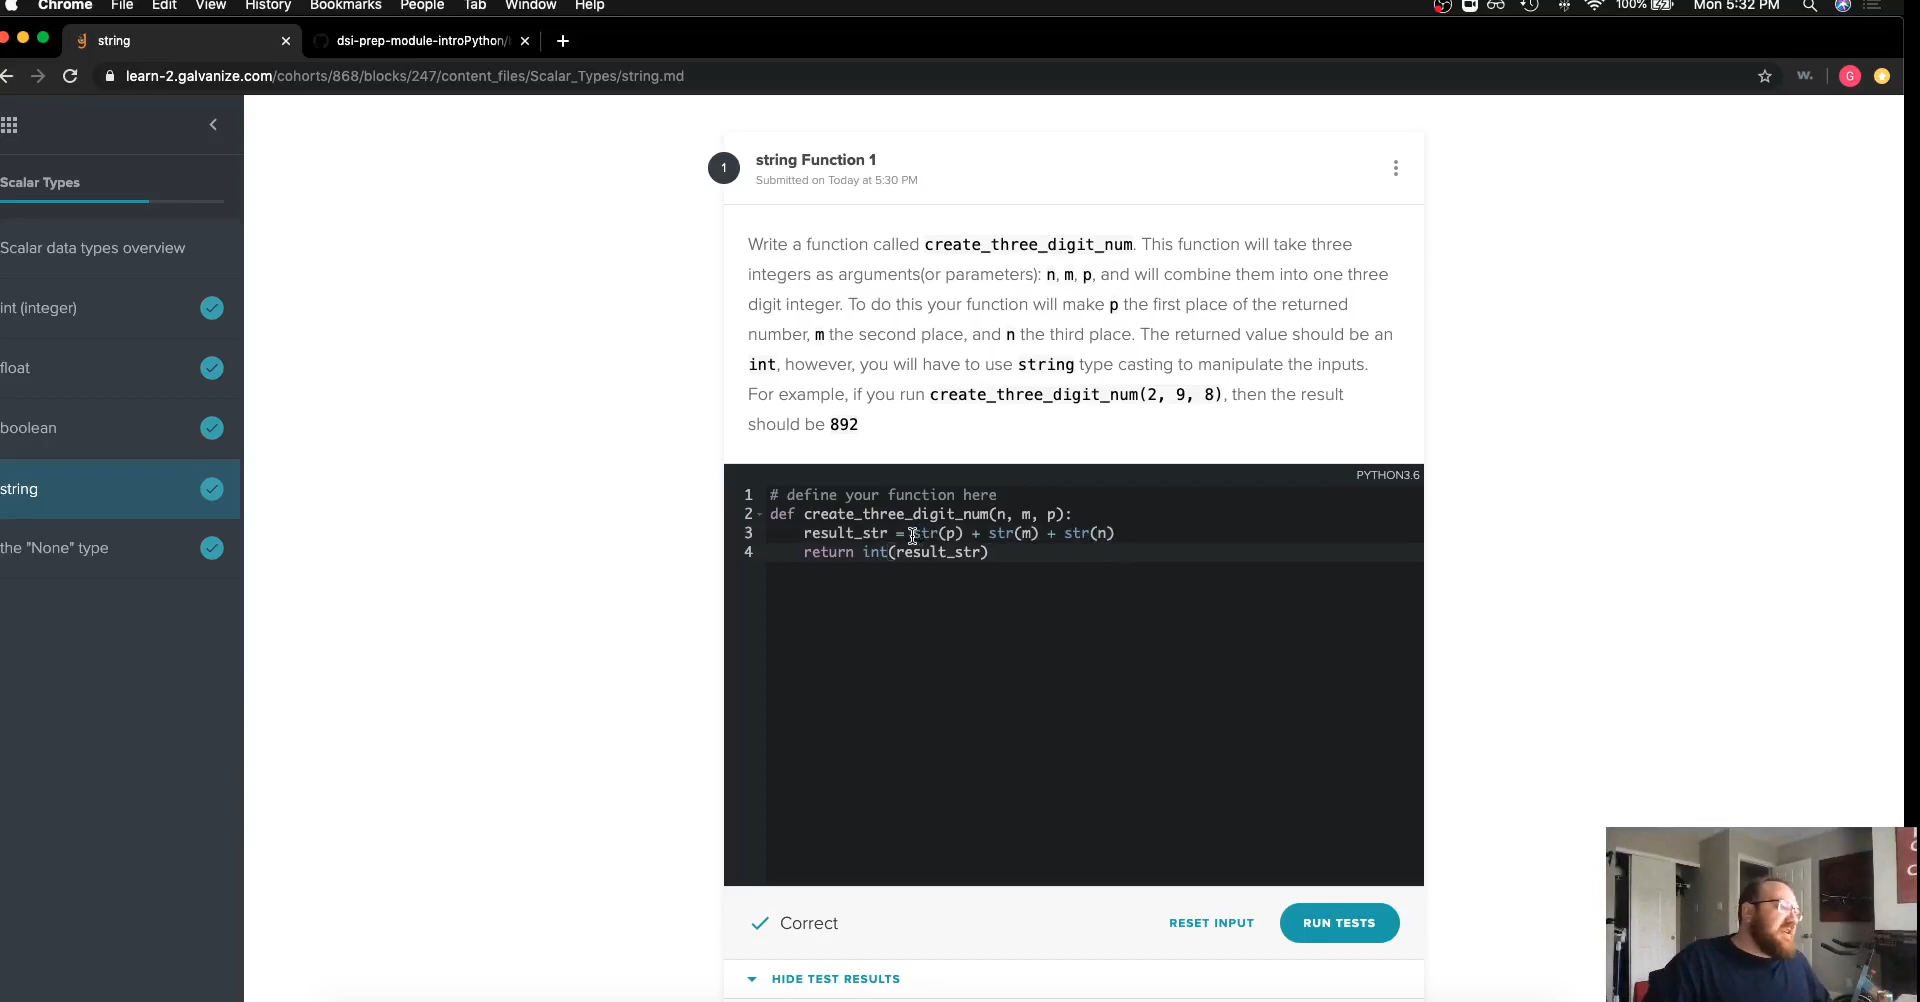 Chrome File Edit View History Bookmarks People Tab Window Help
100% Mon 5:32 PM
string
dsi-prep-module-introPython/
learn-2.galvanize.com/cohorts/868/blocks/247/content_files/Scalar_Types/string.md
w.
G
Scalar Types
Scalar data types overview
int (integer)
float
boolean
string
the "None" type
1
string Function 1
Submitted on Today at 5:30 PM
Write a function called create_three_digit_num. This function will take three
integers as arguments(or parameters): n, m, p, and will combine them into one three
digit integer. To do this your function will make p the first place of the returned
number, m the second place, and n the third place. The returned value should be an
int, however, you will have to use string type casting to manipulate the inputs.
For example, if you run create_three_digit_num(2, 9, 8), then the result
should be 892
PYTHON3.6
1 # define your function here
2 def create_three_digit_num(n, m, p):
3 result_str = str(p) + str(m) + str(n)
4 return int(result_str)
Correct
RESET INPUT
RUN TESTS
HIDE TEST RESULTS